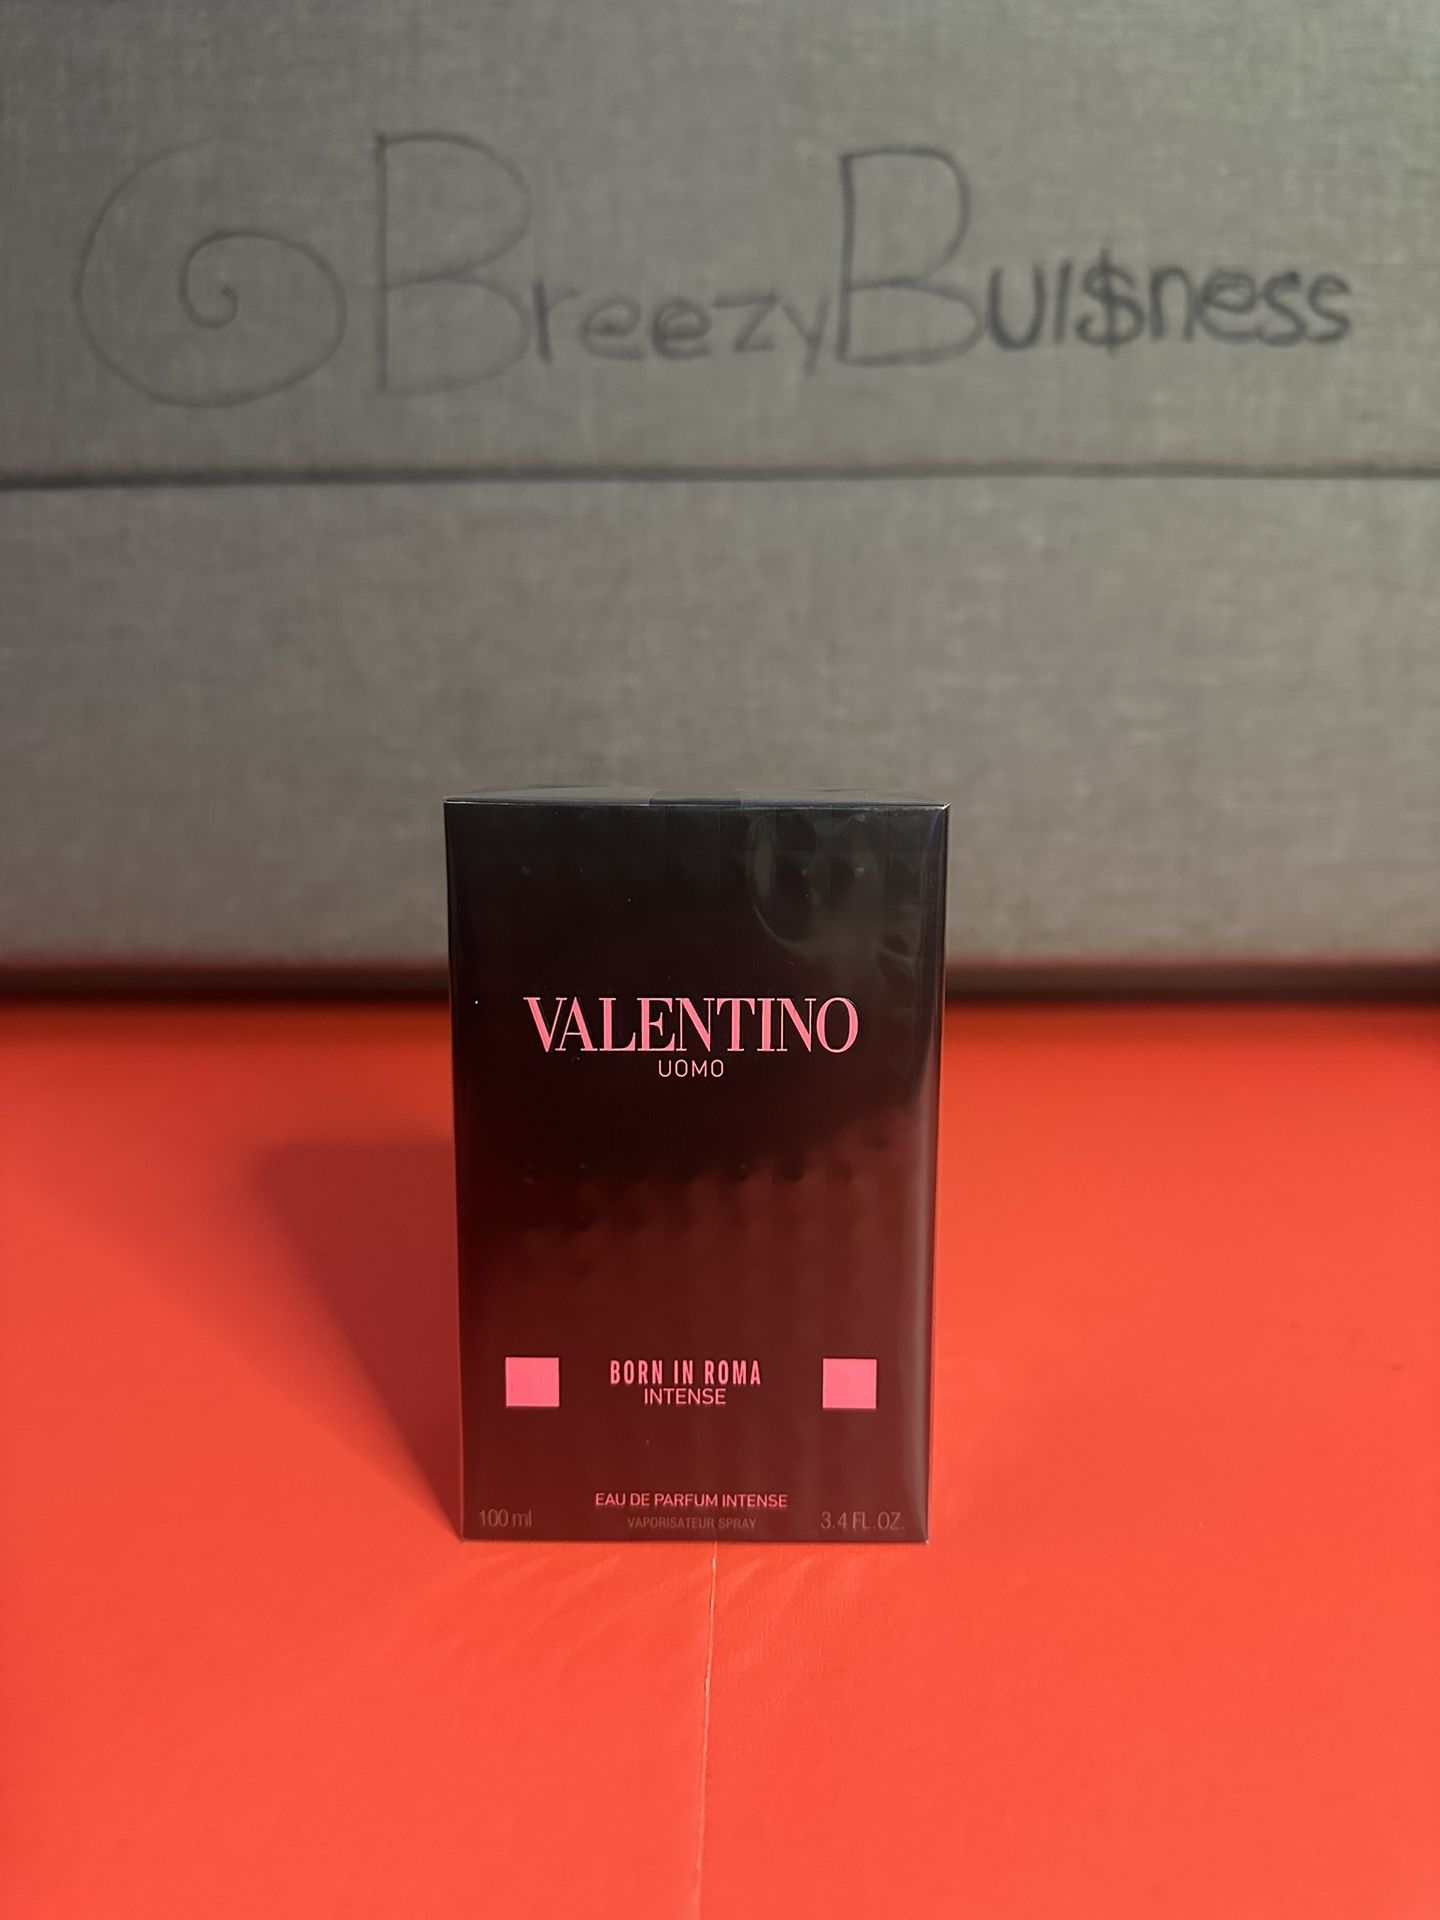 BreezyBui$ness
VALENTINO
UOMO
BORN IN ROMA
INTENSE
EAU DE PARFUM INTENSE
100 ml VAPORISATEUR SPRAY 3.4 FL.OZ.